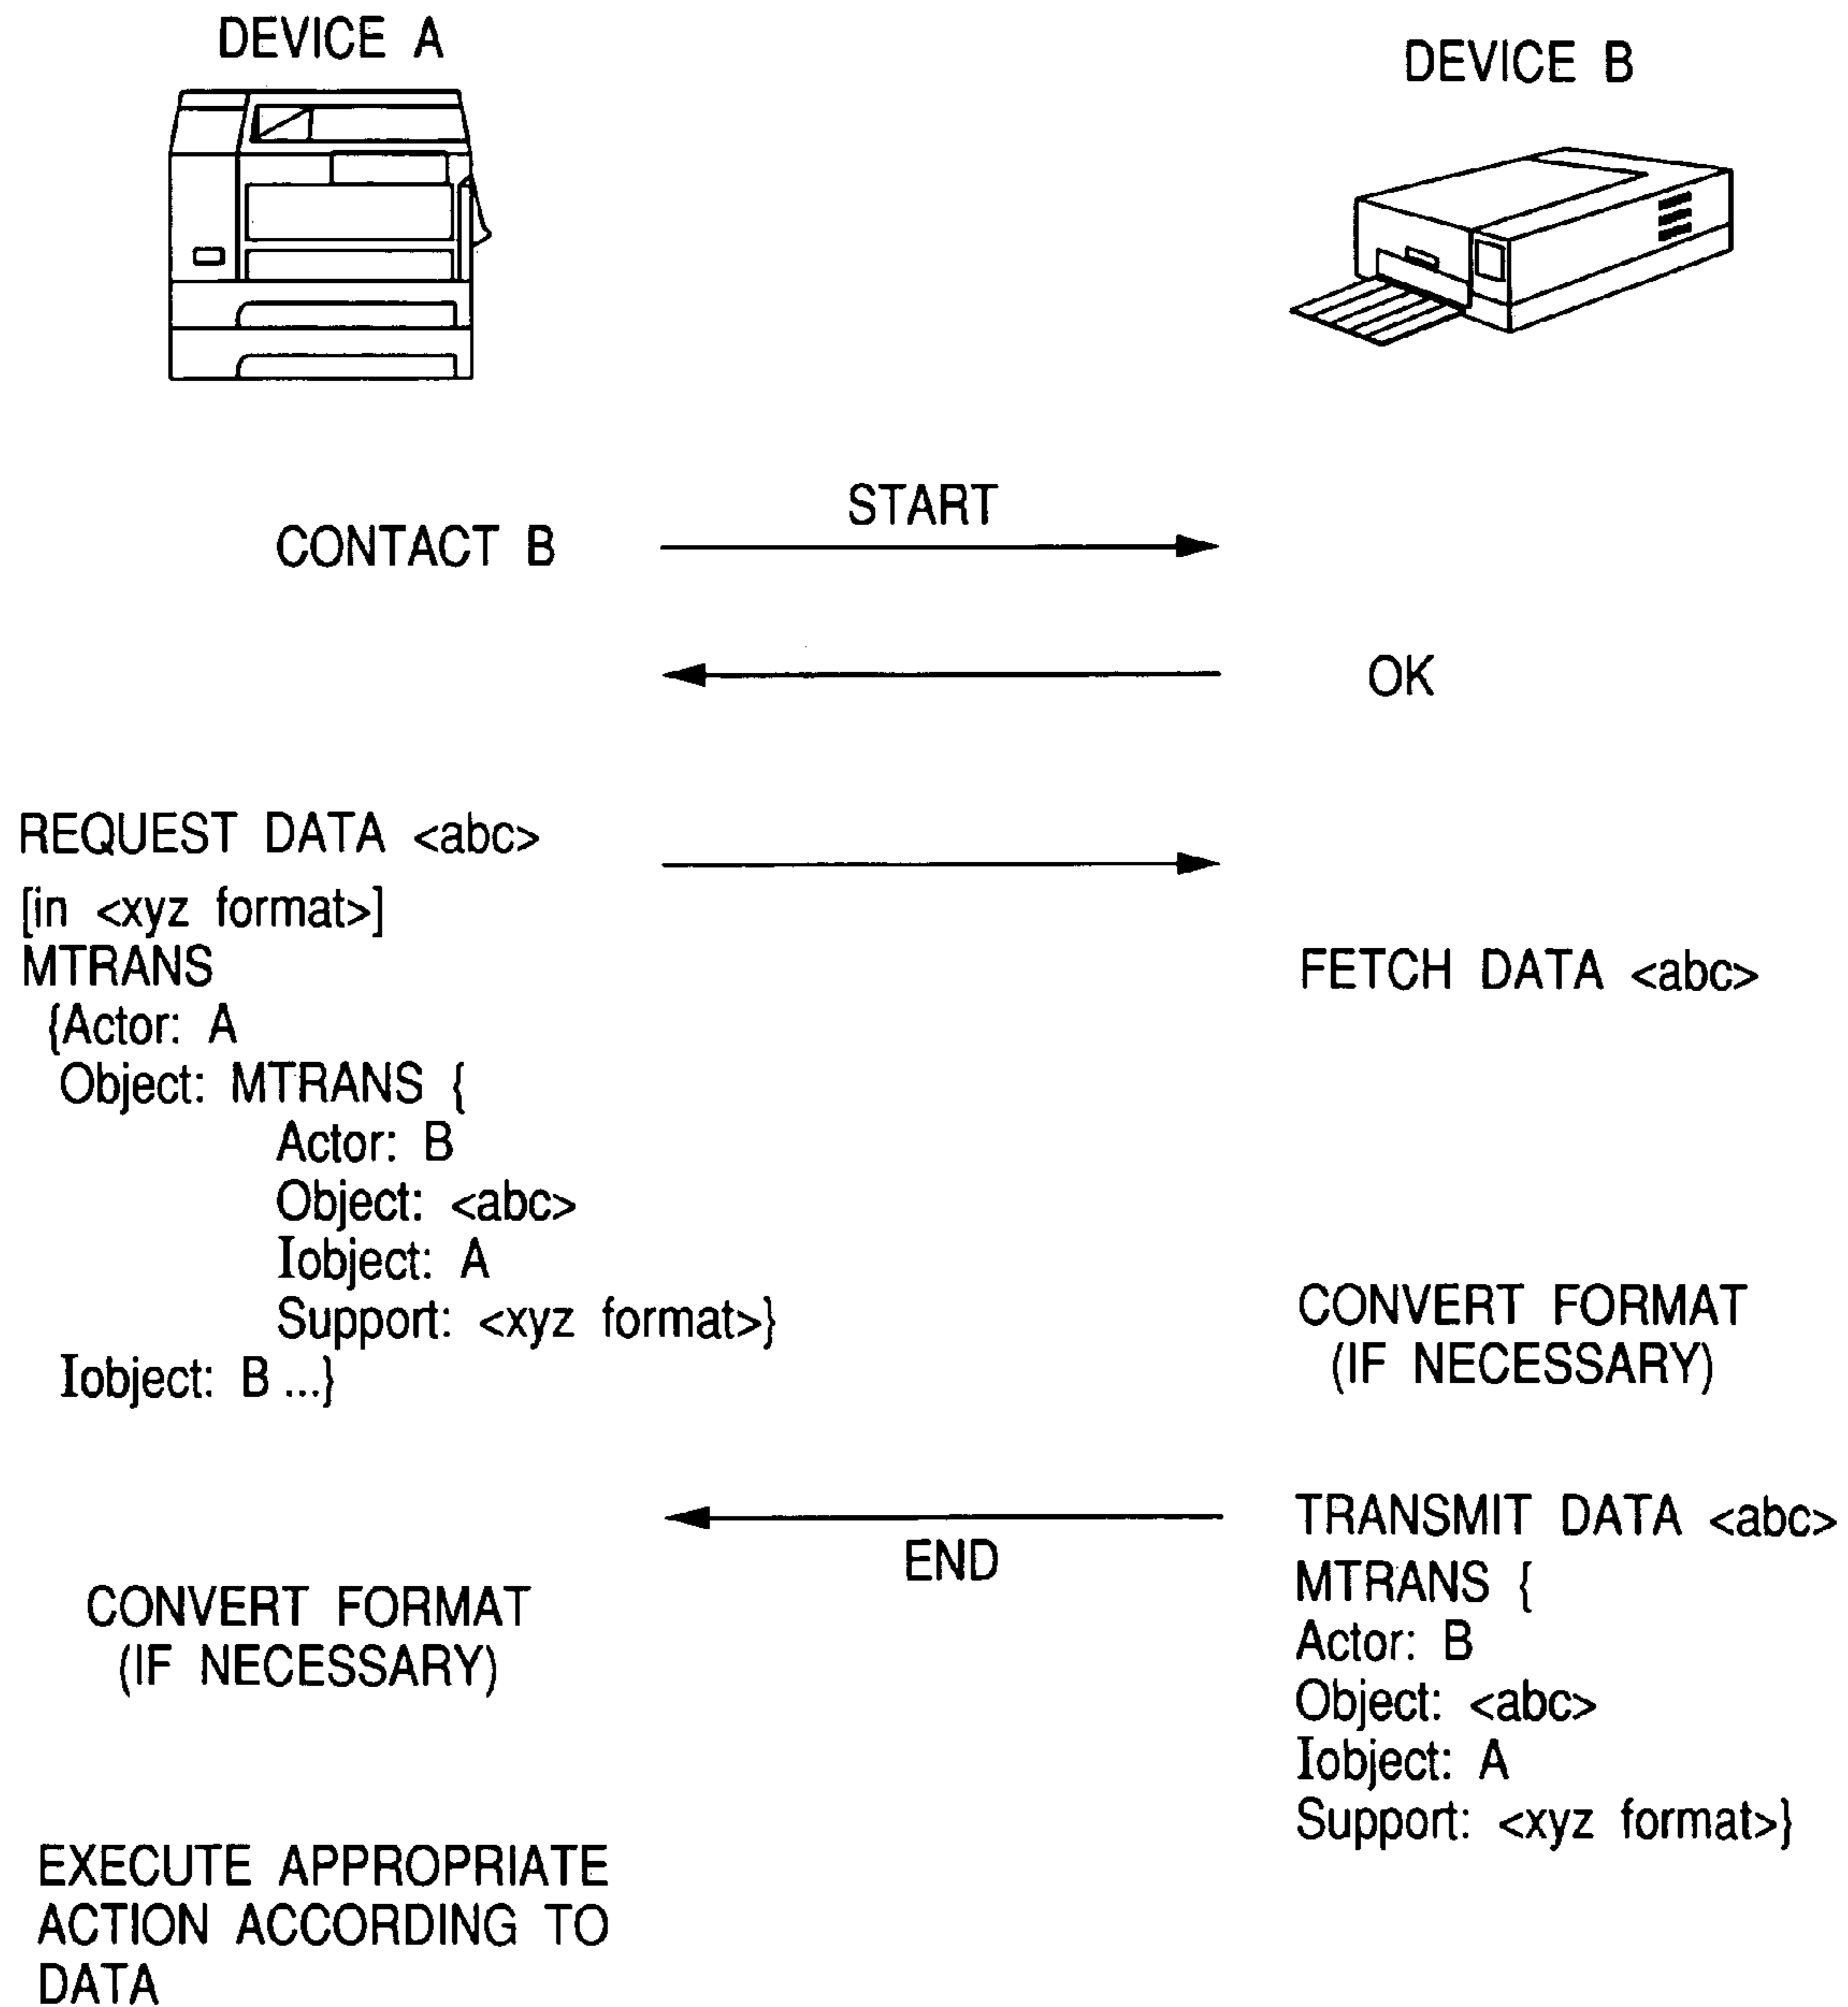 DEVICE A
DEVICE B
START
CONTACT B
OK
REQUEST DATA <abc>
[in <xyz format>]
MTRANS
{Actor: A
Object: MTRANS {
Actor: B
Object: <abc>
Iobject: A
Support: <xyz format>}
Iobject: B ...}
FETCH DATA <abc>
CONVERT FORMAT
(IF NECESSARY)
TRANSMIT DATA <abc>
MTRANS {
Actor: B
Object: <abc>
Iobject: A
Support: <xyz format>}
END
CONVERT FORMAT
(IF NECESSARY)
EXECUTE APPROPRIATE
ACTION ACCORDING TO
DATA